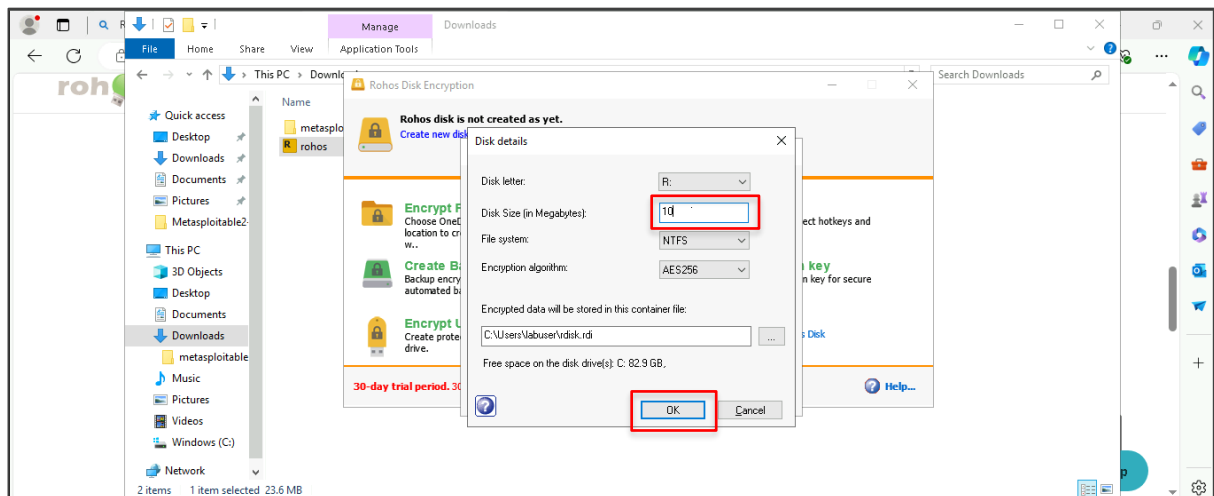 Manage
Downloads
File Home Share View Application Tools
This PC > Downlo
Search Downloads
roh
Name
Quick access
Desktop
Downloads
Documents
Pictures
Metasploitable2-
This PC
3D Objects
Desktop
Documents
Downloads
metasploitable
Music
Pictures
Videos
Windows (C:)
Network
metasplo
rohos
2 items 1 item selected 23.6 MB
Rohos Disk Encryption
Rohos disk is not created as yet.
Create new disk
Encrypt F
Choose OneD
location to cr
w..
Create Ba
Backup encry
automated ba
Encrypt U
Create prote
drive.
ect hotkeys and
key
n key for secure
s Disk
30-day trial period. 30
Help...
Disk details
Disk letter: R:
Disk Size (in Megabytes): 10
File system: NTFS
Encryption algorithm: AES256
Encrypted data will be stored in this container file:
C:\Users\labuser\rdisk.rdi
...
Free space on the disk drive(s): C: 82.9 GB,
OK Cancel
p